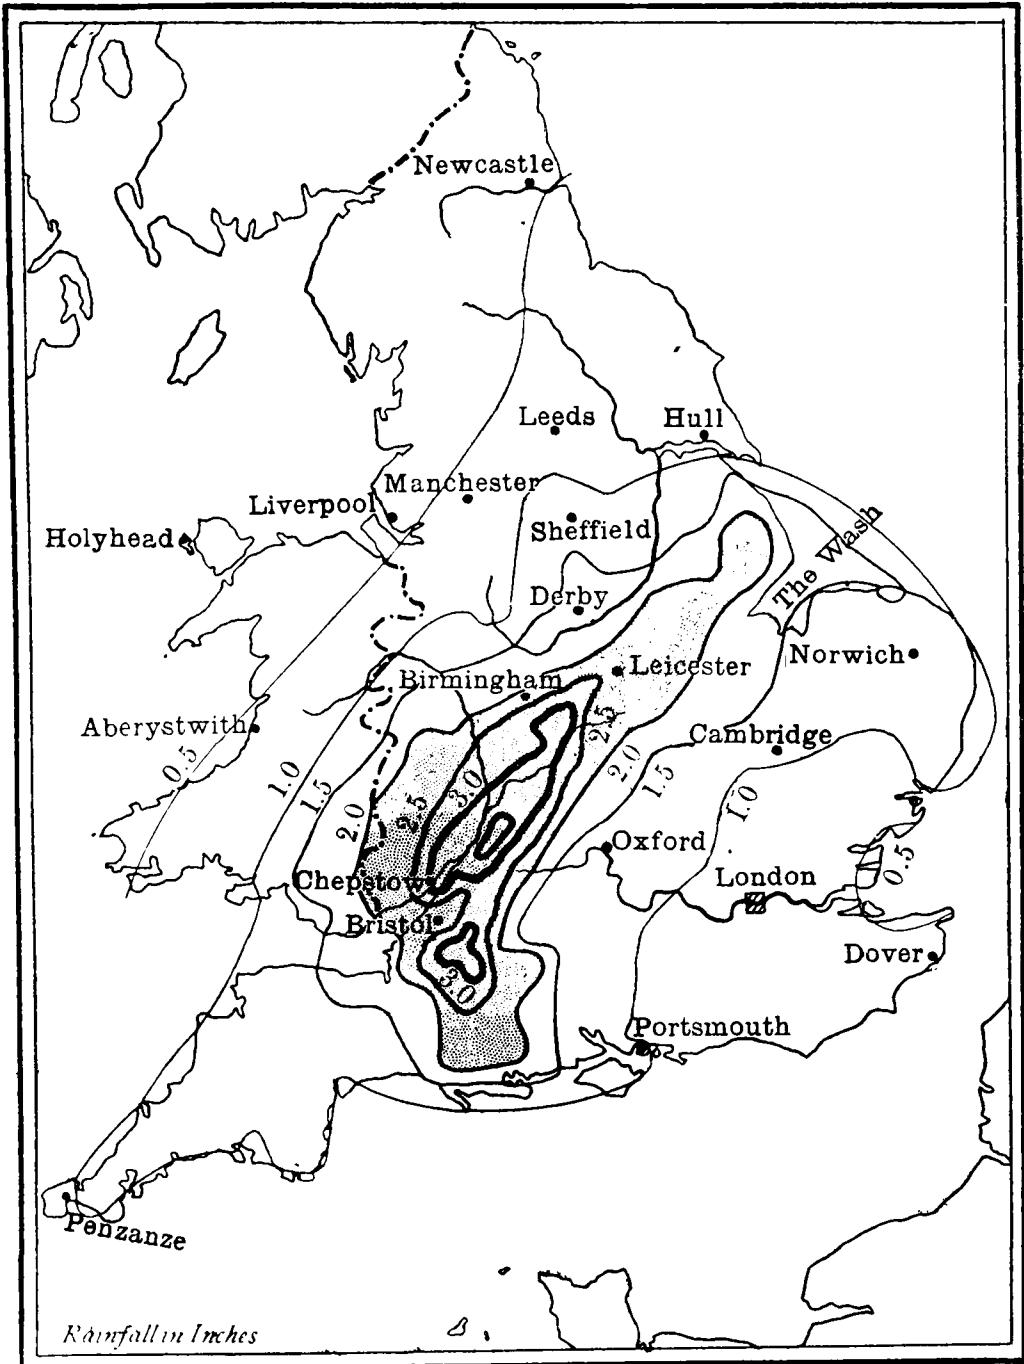 Newcastle
Leeds
Hull
Manchester
Liverpool
Holyhead
Sheffield
The Wash
Derby
Norwich
Leicester
Birmingham
Aberystwith
2.5
Cambridge
0.5
1.0
1.5
2.0
2.5
3.0
2.0
1.5
1.0
Oxford
0.5
London
Chepstow
Bristol
Dover
3.0
Portsmouth
Penzanze
Rainfall in Inches